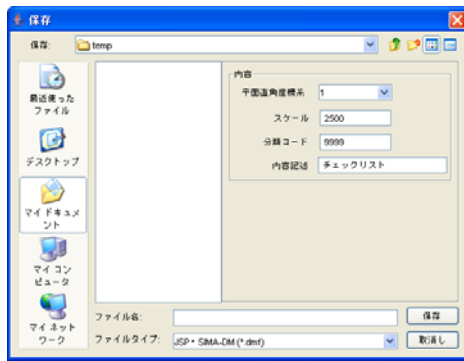 保存
保存:
temp
最近使った
ファイル
デスクトップ
マイ ドキュメ
ント
マイ コン
ピュータ
マイ ネット
ワーク
内容
平面直角座標系
1
スケール
2500
分類コード
9999
内容記述
チェックリスト
ファイル名:
保存
ファイルタイプ:
JSP・SIMA-DM (*.dmf)
取消し